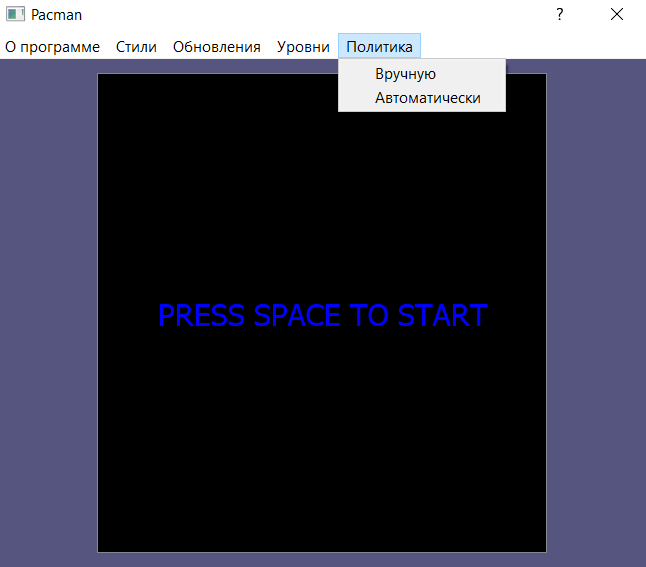 Pacman
?
О программе Стили Обновления Уровни Политика
Вручную
Автоматически
PRESS SPACE TO START